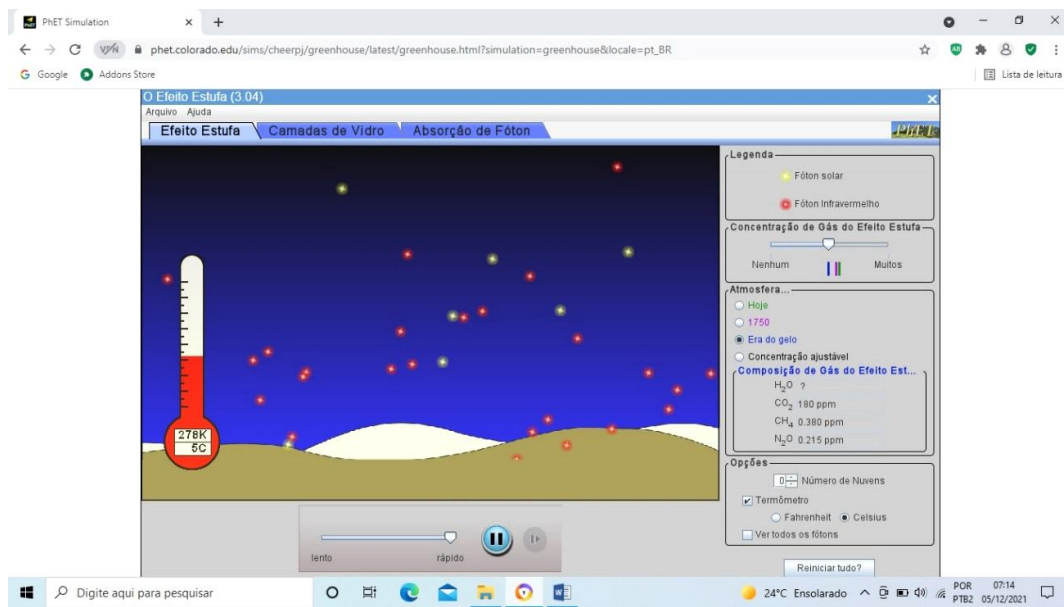 PhET Simulation
phet.colorado.edu/sims/cheerpj/greenhouse/latest/greenhouse.html?simulation=greenhouse&locale=pt_BR
Google Addons Store Lista de leitura
O Efeito Estufa (3.04)
Arquivo Ajuda
Efeito Estufa Camadas de Vidro Absorção de Fóton PhET
Legenda
Fóton solar
Fóton Infravermelho
Concentração de Gás do Efeito Estufa
Nenhum Muitos
Atmosfera...
Hoje
1750
Era do gelo
Concentração ajustável
Composição de Gás do Efeito Est...
H2O ?
CO2 180 ppm
CH4 0.380 ppm
N2O 0.215 ppm
278K
5C
Opções
0 Número de Nuvens
Termômetro
Fahrenheit Celsius
Ver todos os fótons
lento rápido
Reiniciar tudo?
Digite aqui para pesquisar
24°C Ensolarado
POR 07:14
PTB2 05/12/2021